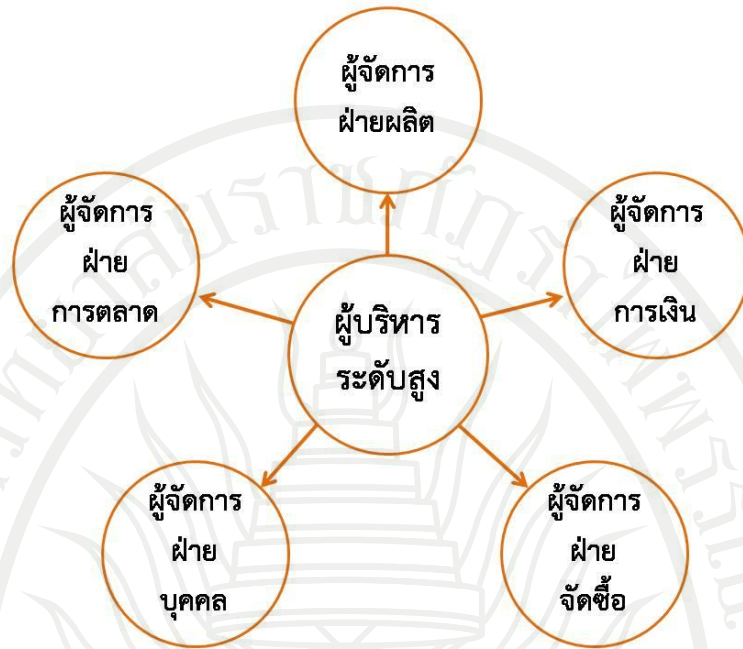 ผู้จัดการ
ฝ่ายผลิต
ผู้จัดการ
ฝ่าย
การตลาด
ผู้จัดการ
ฝ่าย
การเงิน
ผู้บริหาร
ระดับสูง
ผู้จัดการ
ฝ่าย
บุคคล
ผู้จัดการ
ฝ่าย
จัดซื้อ